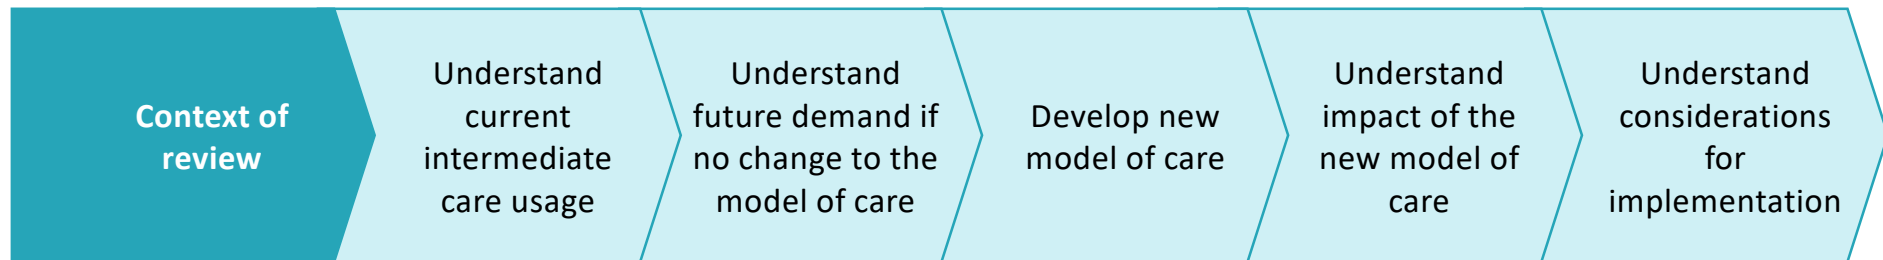 Context of
review
Understand
current
intermediate
care usage
Understand
future demand if
no change to the
model of care
Develop new
model of care
Understand
impact of the
new model of
care
Understand
considerations
for
implementation